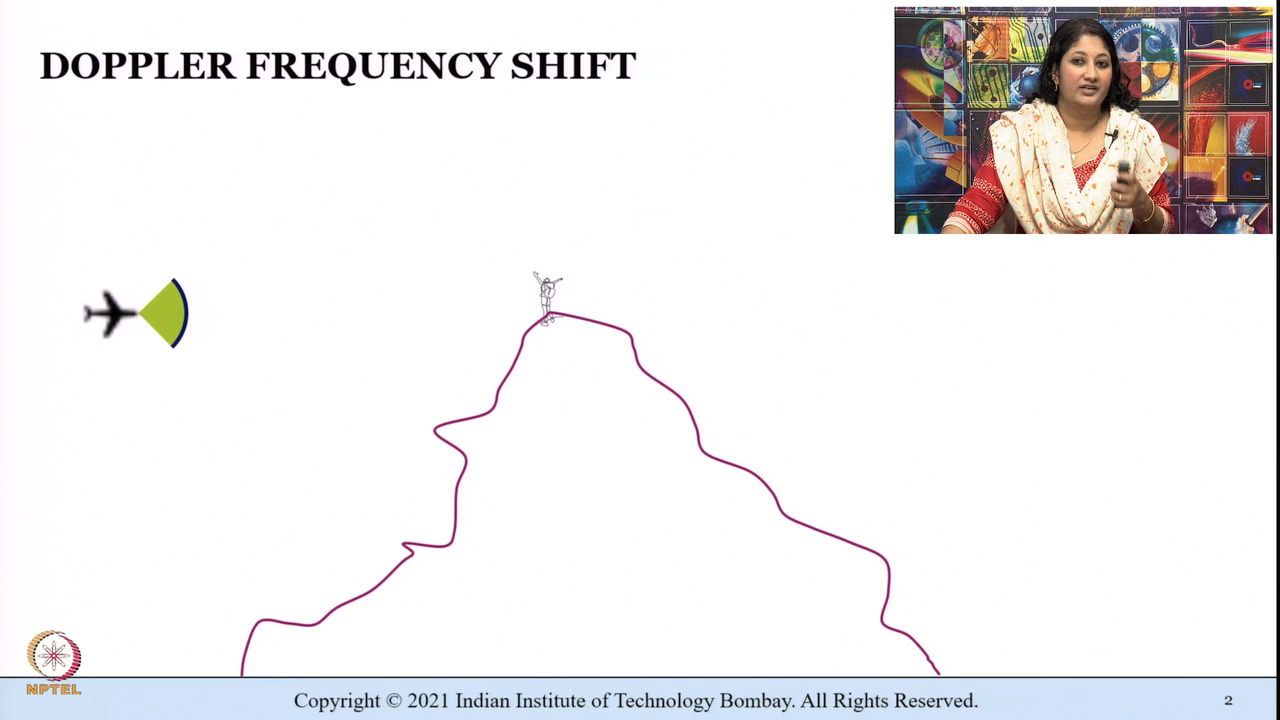 DOPPLER FREQUENCY SHIFT
NPTEL
Copyright © 2021 Indian Institute of Technology Bombay. All Rights Reserved.
2